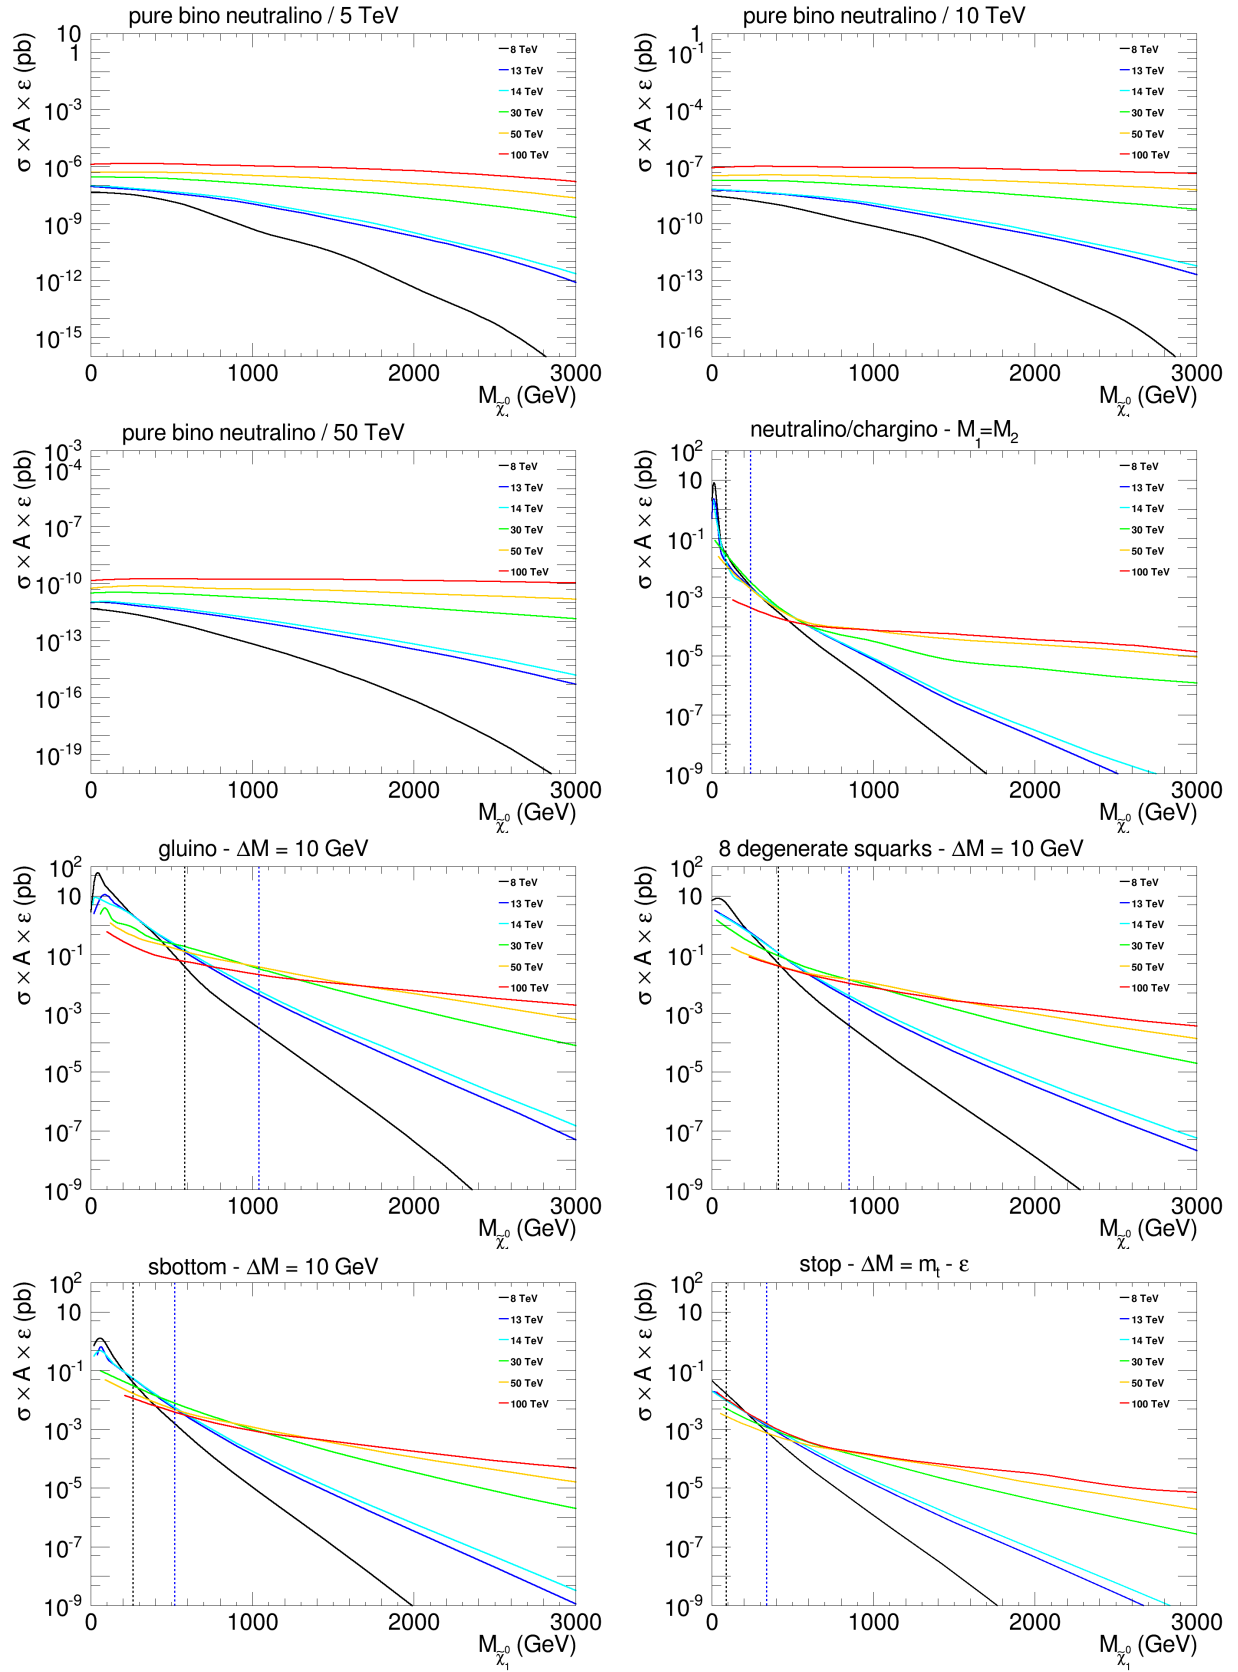 pure bino neutralino / 5 TeV
σ × A × ε (pb)
10
1
10⁻³
10⁻⁶
10⁻⁹
10⁻¹²
10⁻¹⁵
8 TeV
13 TeV
14 TeV
30 TeV
50 TeV
100 TeV
0 1000 2000 3000
M_χ̃⁰ (GeV)
pure bino neutralino / 10 TeV
σ × A × ε (pb)
1
10⁻¹
10⁻⁴
10⁻⁷
10⁻¹⁰
10⁻¹³
10⁻¹⁶
8 TeV
13 TeV
14 TeV
30 TeV
50 TeV
100 TeV
0 1000 2000 3000
M_χ̃⁰ (GeV)
pure bino neutralino / 50 TeV
σ × A × ε (pb)
10⁻³
10⁻⁴
10⁻⁷
10⁻¹⁰
10⁻¹³
10⁻¹⁶
10⁻¹⁹
8 TeV
13 TeV
14 TeV
30 TeV
50 TeV
100 TeV
0 1000 2000 3000
M_χ̃⁰ (GeV)
neutralino/chargino - M₁=M₂
σ × A × ε (pb)
10²
10
10⁻¹
10⁻³
10⁻⁵
10⁻⁷
10⁻⁹
8 TeV
13 TeV
14 TeV
30 TeV
50 TeV
100 TeV
0 1000 2000 3000
M_χ̃⁰ (GeV)
gluino - ΔM = 10 GeV
σ × A × ε (pb)
10²
10
10⁻¹
10⁻³
10⁻⁵
10⁻⁷
10⁻⁹
8 TeV
13 TeV
14 TeV
30 TeV
50 TeV
100 TeV
0 1000 2000 3000
M_χ̃⁰ (GeV)
8 degenerate squarks - ΔM = 10 GeV
σ × A × ε (pb)
10²
10
10⁻¹
10⁻³
10⁻⁵
10⁻⁷
10⁻⁹
8 TeV
13 TeV
14 TeV
30 TeV
50 TeV
100 TeV
0 1000 2000 3000
M_χ̃⁰ (GeV)
sbottom - ΔM = 10 GeV
σ × A × ε (pb)
10²
10
10⁻¹
10⁻³
10⁻⁵
10⁻⁷
10⁻⁹
8 TeV
13 TeV
14 TeV
30 TeV
50 TeV
100 TeV
0 1000 2000 3000
M_χ̃⁰₁ (GeV)
stop - ΔM = mₜ - ε
σ × A × ε (pb)
10²
10
10⁻¹
10⁻³
10⁻⁵
10⁻⁷
10⁻⁹
8 TeV
13 TeV
14 TeV
30 TeV
50 TeV
100 TeV
0 1000 2000 3000
M_χ̃⁰₁ (GeV)